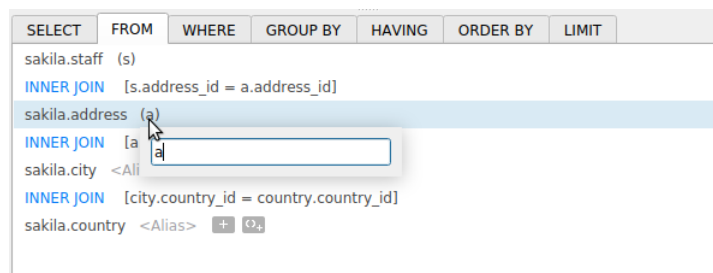 SELECT FROM WHERE GROUP BY HAVING ORDER BY LIMIT
sakila.staff (s)
INNER JOIN [s.address_id = a.address_id]
sakila.address (a)
INNER JOIN [a
a
sakila.city <Ali
INNER JOIN [city.country_id = country.country_id]
sakila.country <Alias> +